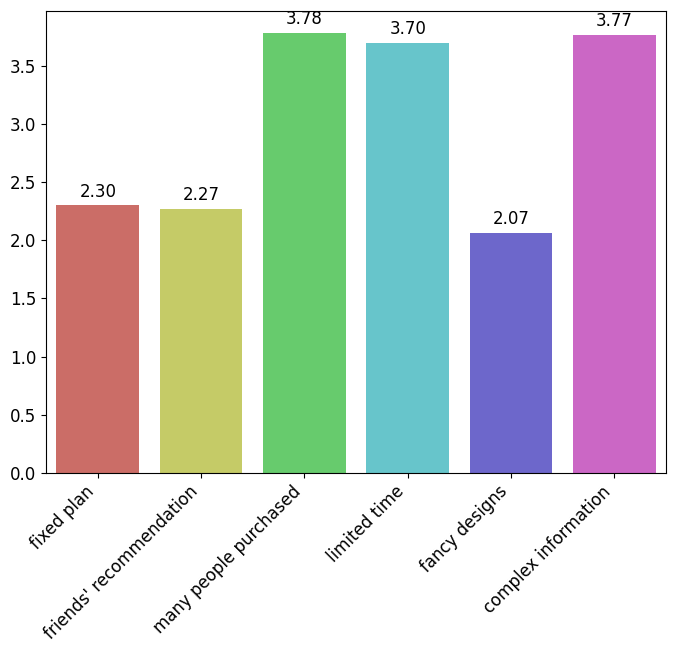 3.78
3.77
3.70
3.5
3.0
2.5
2.30
2.27
2.07
2.0
1.5
1.0
0.5
0.0
fixed plan
friends' recommendation
many people purchased
limited time
fancy designs
complex information